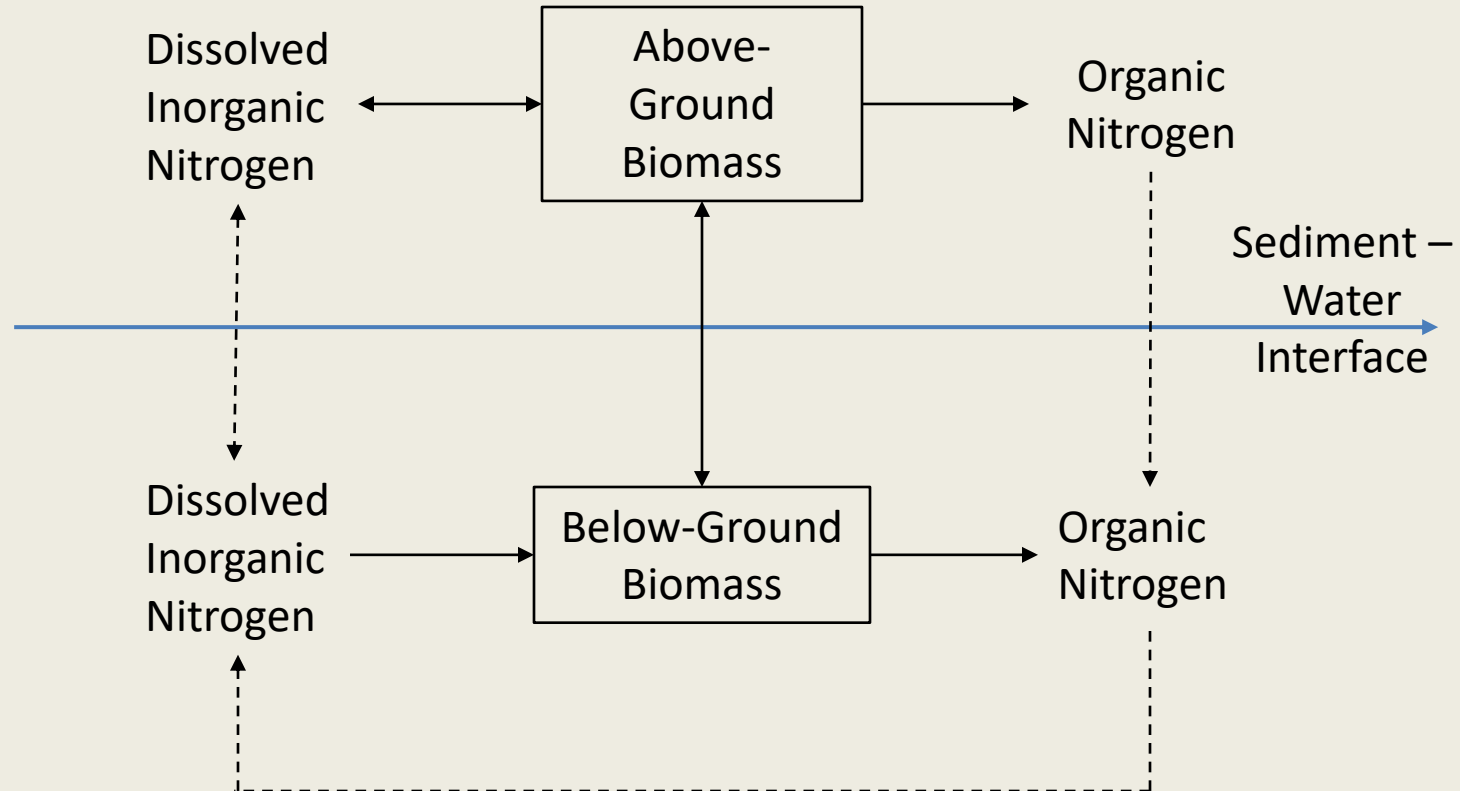 Dissolved
Inorganic
Nitrogen
Above-
Ground
Biomass
Organic
Nitrogen
Sediment –
Water
Interface
Dissolved
Inorganic
Nitrogen
Below-Ground
Biomass
Organic
Nitrogen